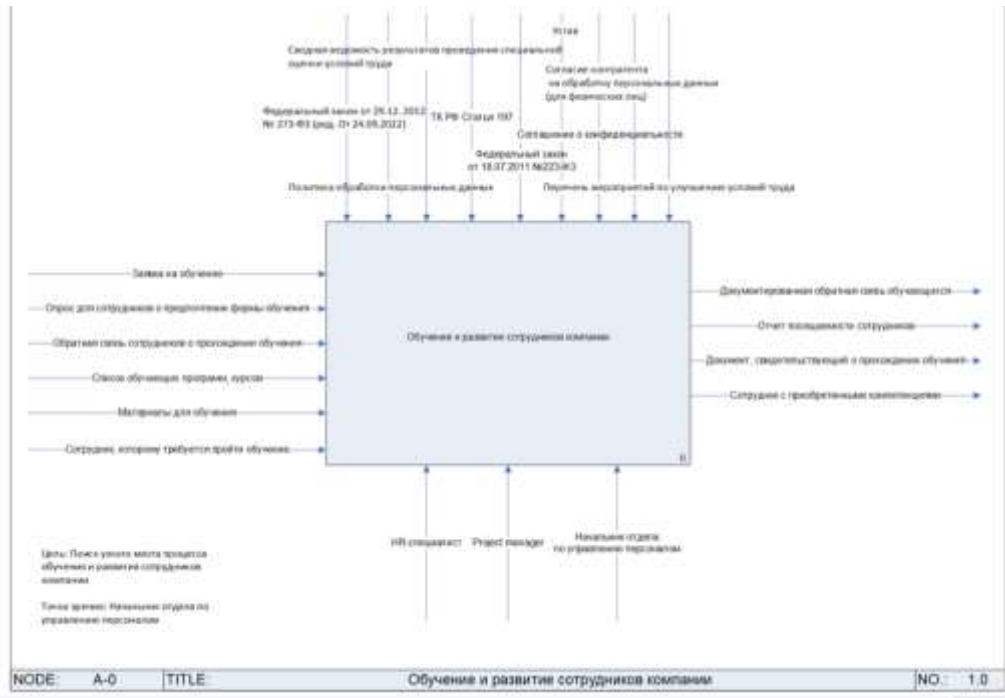 Устав
Сводная ведомость результатов проведения специальной
оценки условий труда
Согласие контрагента
на обработку персональных данных
(для физических лиц)
Федеральный закон от 29.12. 2012
№ 273-ФЗ (ред. От 24.09.2022)
ТК РФ Статья 197
Соглашение о конфиденциальности
Федеральный закон
от 18.07.2011 №223-ФЗ
Политика обработки персональных данных
Перечень мероприятий по улучшению условий труда
Заявка на обучение
Опрос для сотрудников о предпочтении формы обучения
Обратная связь сотрудников о прохождении обучения
Список обучающих программ, курсов
Материалы для обучения
Сотрудник, которому требуется пройти обучение
Обучение и развитие сотрудников компании
Документированная обратная связь обучающихся
Отчет посещаемости сотрудников
Документ, свидетельствующий о прохождении обучения
Сотрудник с приобретенными компетенциями
HR-специалист
Project manager
Начальник отдела
по управлению персоналом
Цель: Поиск узкого места процесса
обучения и развития сотрудников
компании
Точка зрения: Начальник отдела по
управлению персоналом
NODE: A-0
TITLE: Обучение и развитие сотрудников компании
NO.: 1.0